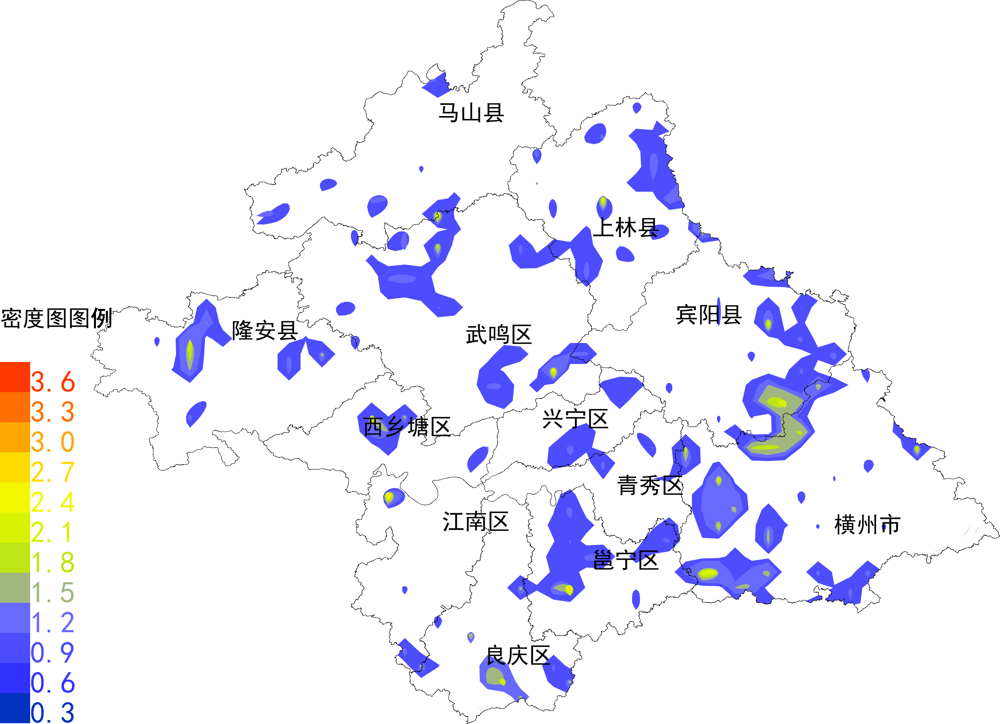 马山县
上林县
密度图图例
隆安县
武鸣区
宾阳县
西乡塘区
兴宁区
青秀区
江南区
横州市
邕宁区
良庆区
3.6
3.3
3.0
2.7
2.4
2.1
1.8
1.5
1.2
0.9
0.6
0.3